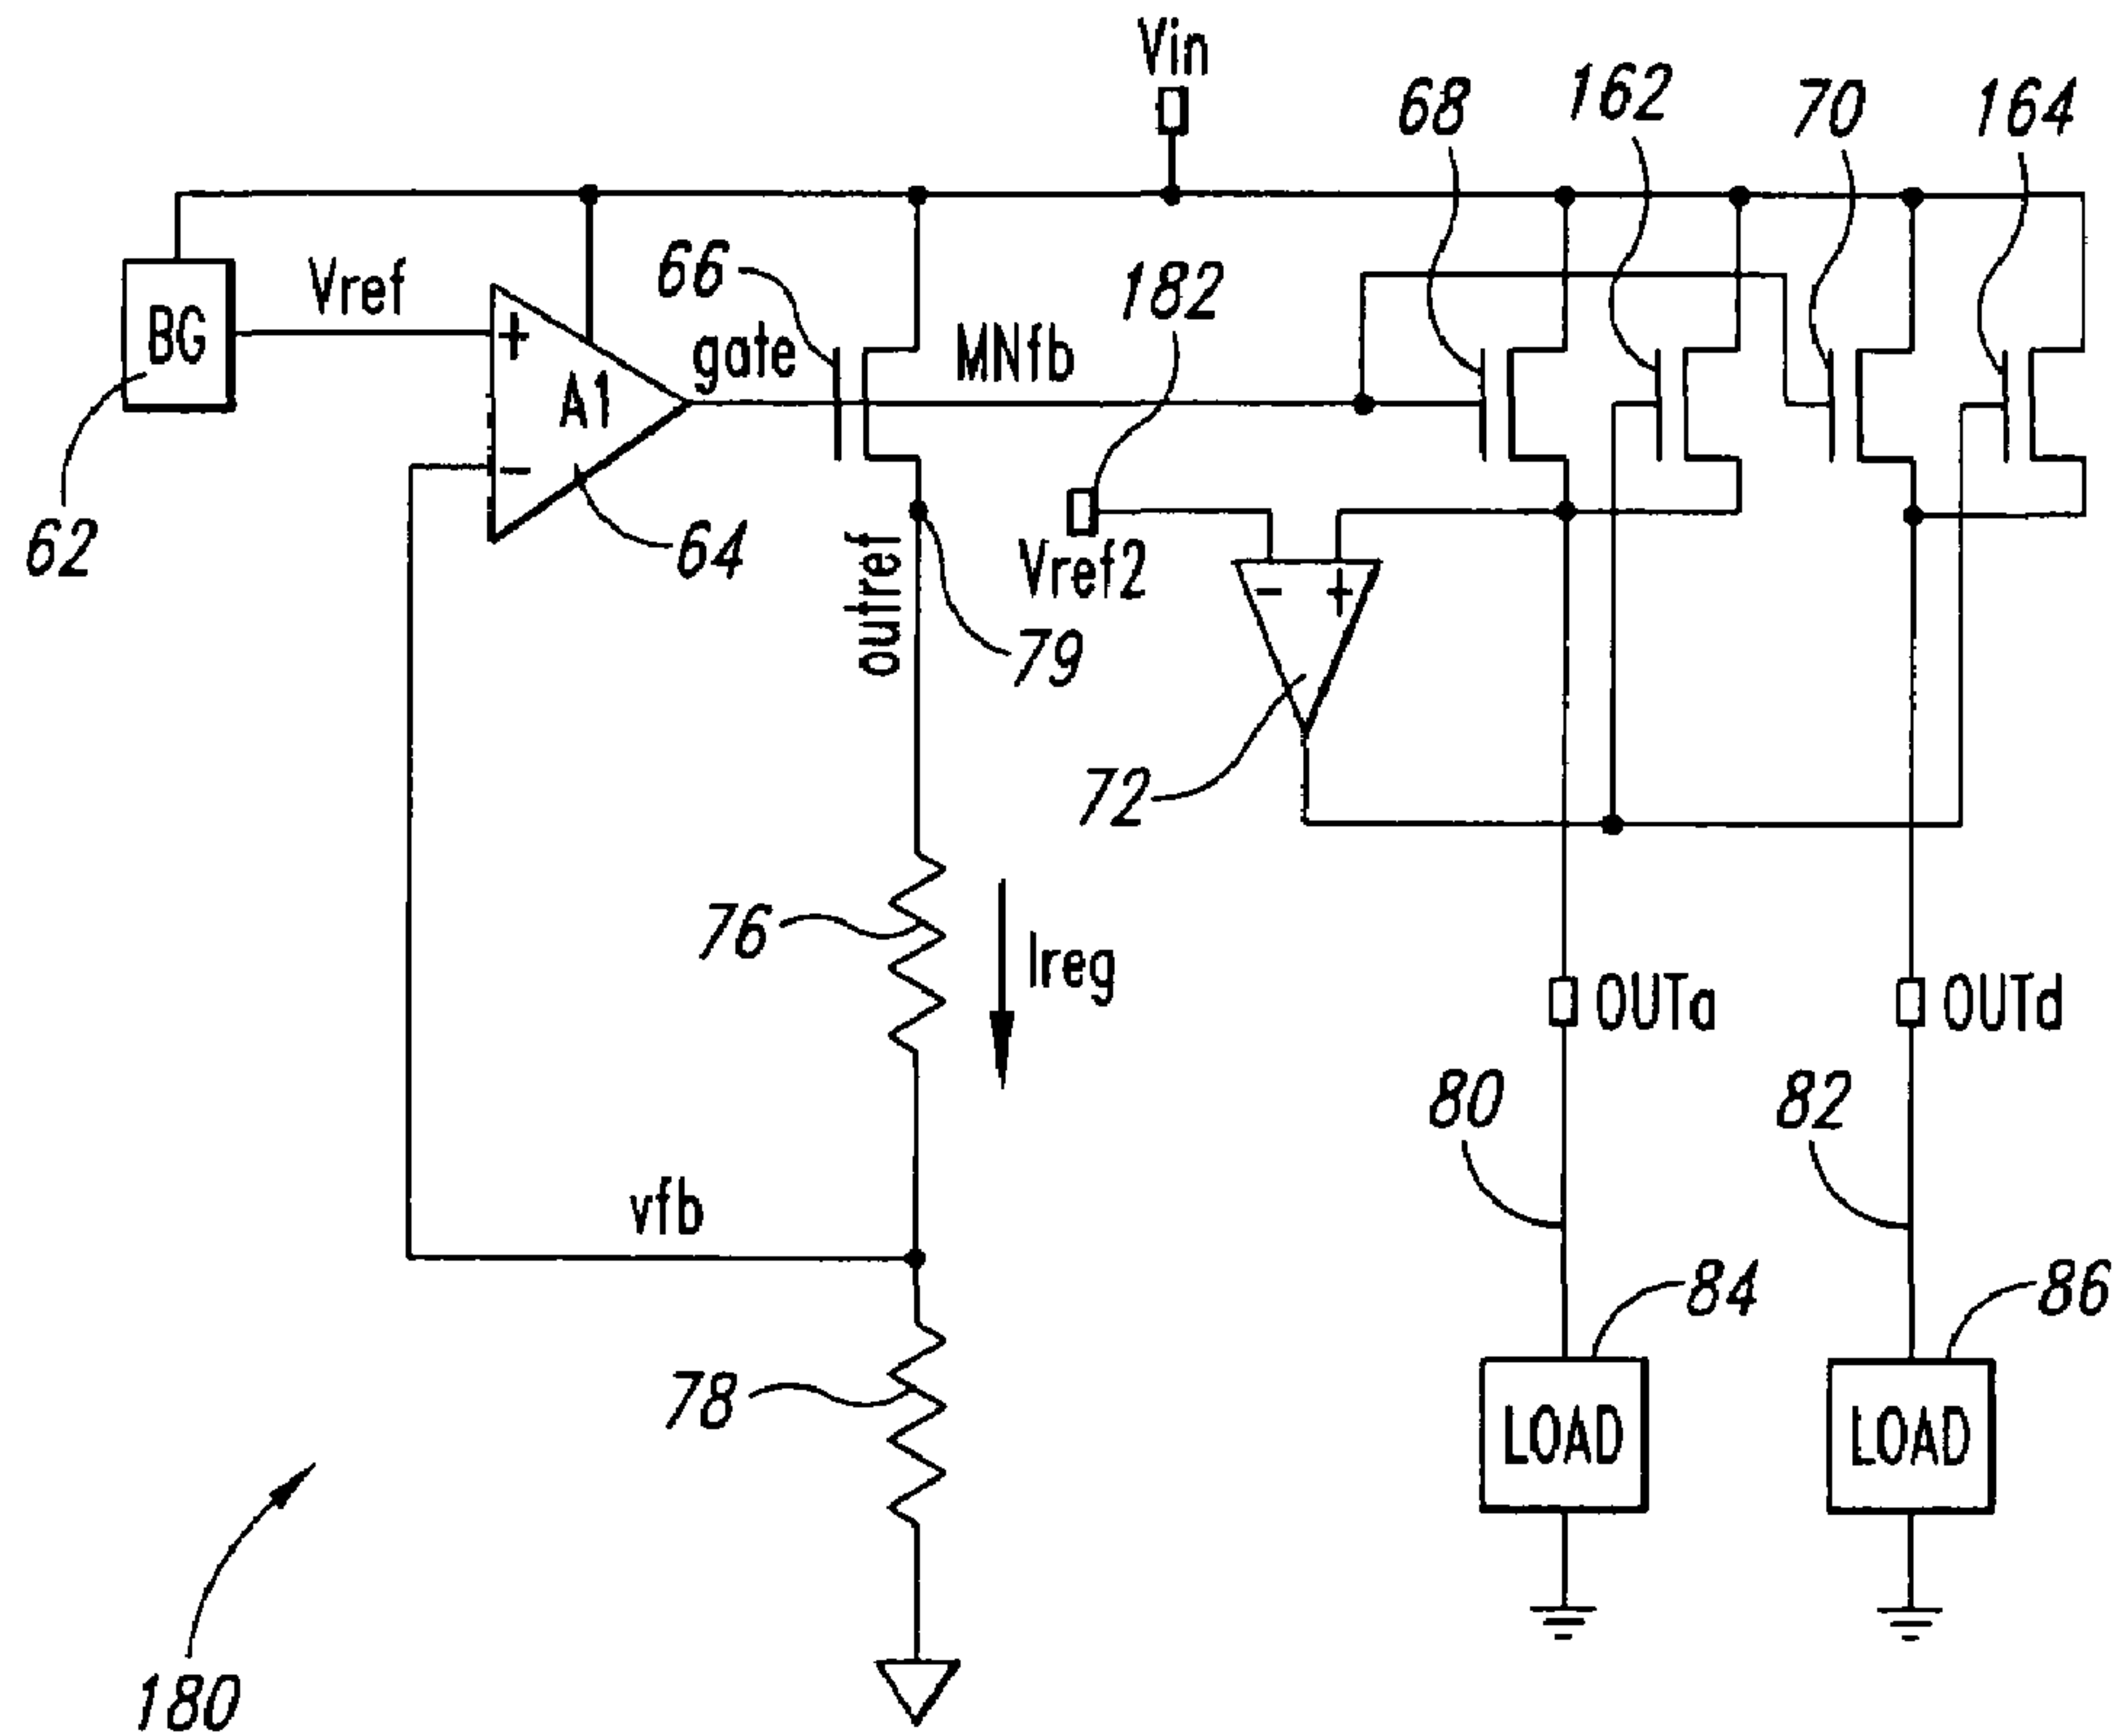 Vin
68
162
70
164
66
182
Vref
BG
+
A1
-
gate
MNfb
62
64
Vref2
outref
79
- +
72
76
Ireg
OUTa
OUTd
80
82
vfb
84
86
78
LOAD
LOAD
180